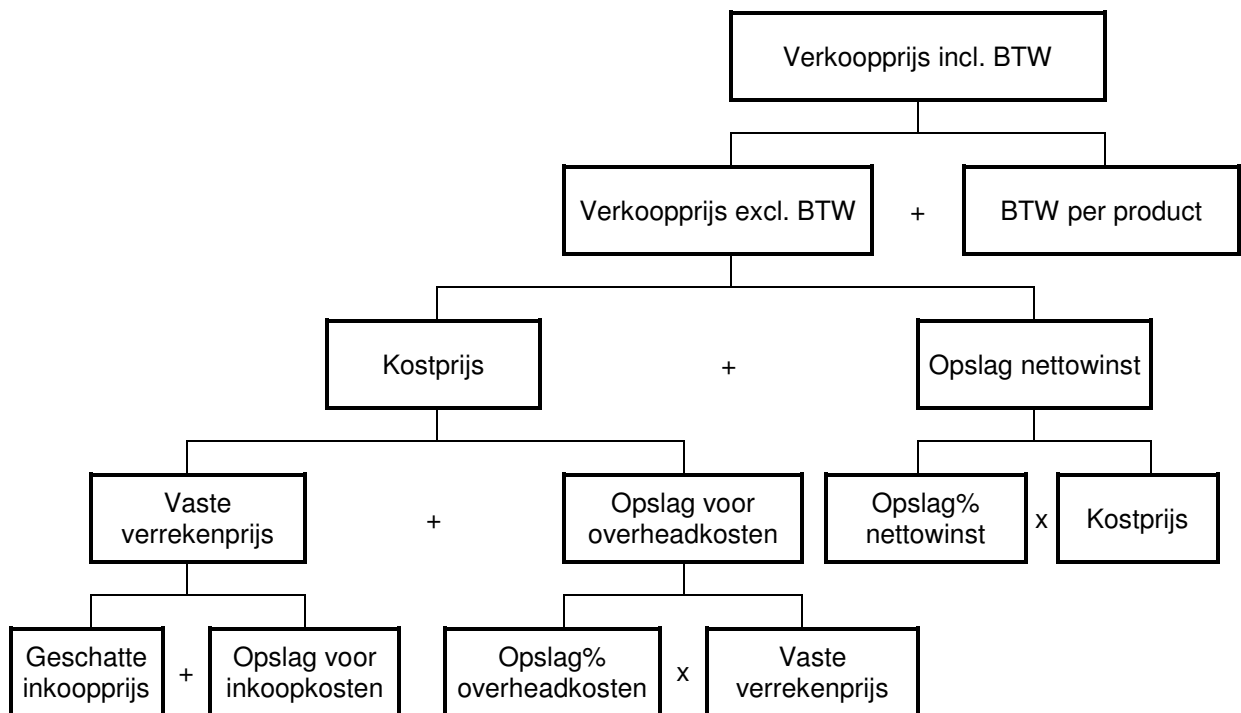 Verkoopprijs incl. BTW
Verkoopprijs excl. BTW
+
BTW per product
Kostprijs
+
Opslag nettowinst
Vaste
verrekenprijs
+
Opslag voor
overheadkosten
Opslag%
nettowinst
x
Kostprijs
Geschatte
inkoopprijs
+
Opslag voor
inkoopkosten
Opslag%
overheadkosten
x
Vaste
verrekenprijs